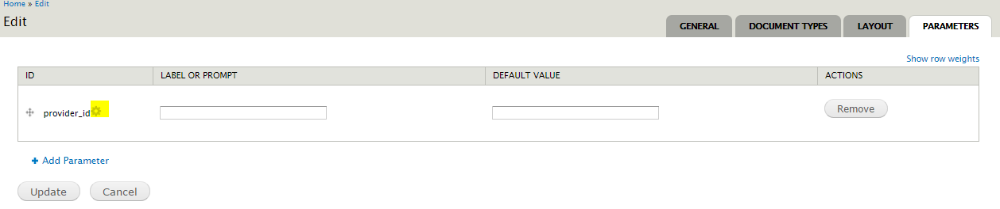 Home » Edit
Edit
GENERAL DOCUMENT TYPES LAYOUT PARAMETERS
Show row weights
ID LABEL OR PROMPT DEFAULT VALUE ACTIONS
provider_id Remove
Add Parameter
Update Cancel